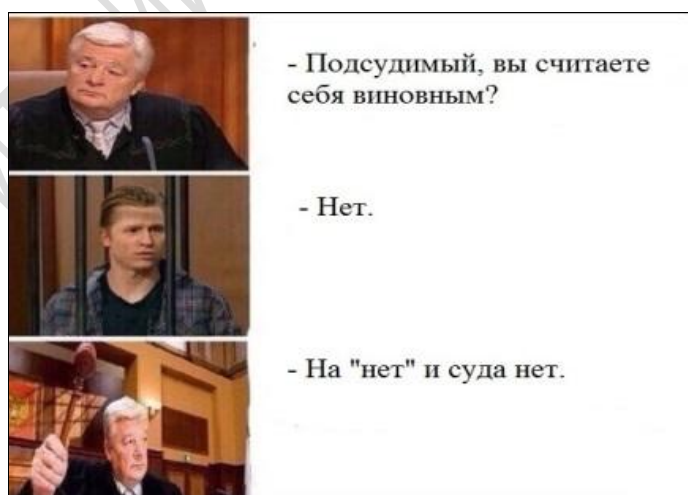 - Подсудимый, вы считаете
себя виновным?
- Нет.
- На "нет" и суда нет.